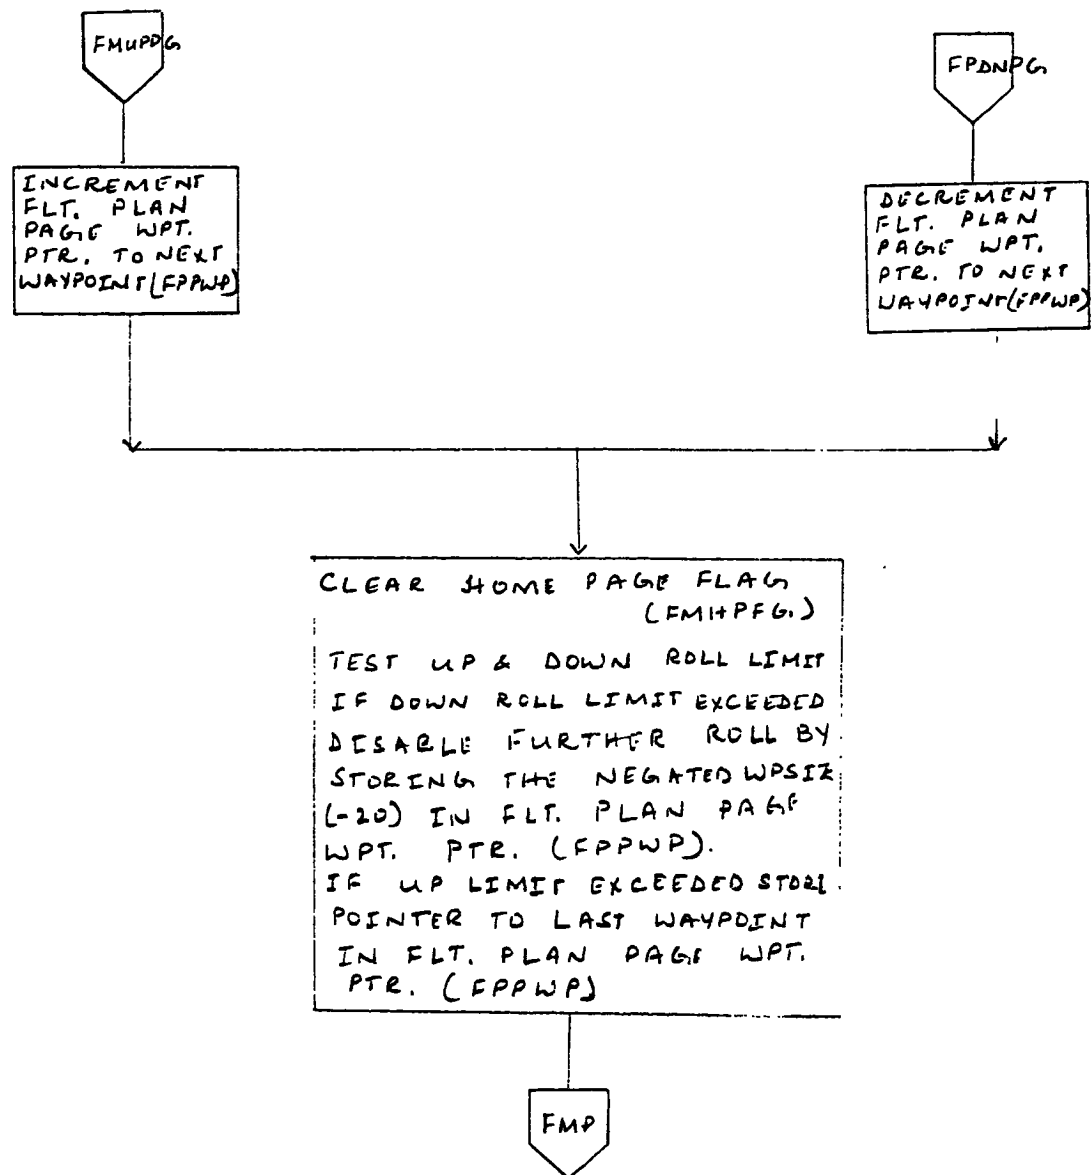 FMUPDG
FPDNPG
INCREMENT
FLT. PLAN
PAGE WPT.
PTR. TO NEXT
WAYPOINT(FPPWP)
DECREMENT
FLT. PLAN
PAGE WPT.
PTR. TO NEXT
WAYPOINT(FPPWP)
CLEAR HOME PAGE FLAG
(FMHPFG.)
TEST UP & DOWN ROLL LIMIT
IF DOWN ROLL LIMIT EXCEEDED
DISABLE FURTHER ROLL BY
STORING THE NEGATED WPSIZ
(-20) IN FLT. PLAN PAGE
WPT. PTR. (FPPWP).
IF UP LIMIT EXCEEDED STORE
POINTER TO LAST WAYPOINT
IN FLT. PLAN PAGE WPT.
PTR. (FPPWP)
FMP